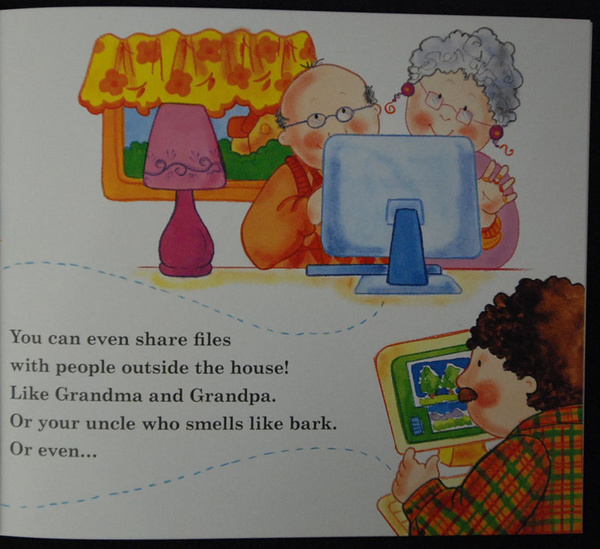 You can even share files
with people outside the house!
Like Grandma and Grandpa.
Or your uncle who smells like bark.
Or even...